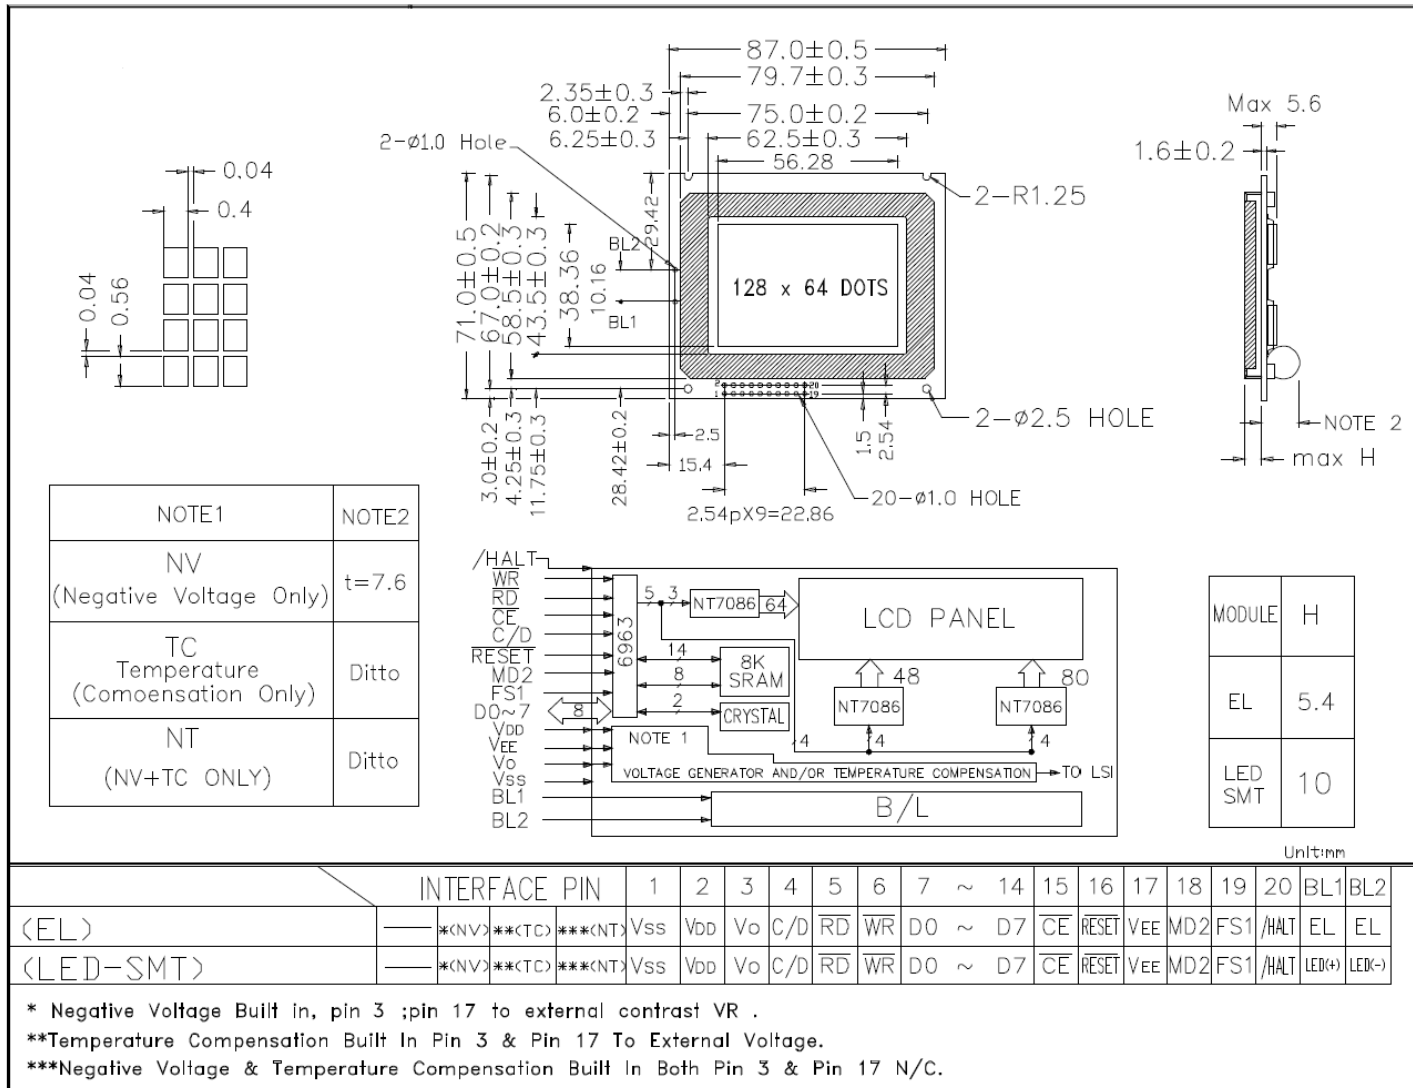 87.0±0.5
79.7±0.3
2.35±0.3
6.0±0.2 75.0±0.2
6.25±0.3 62.5±0.3
56.28
2-ø1.0 Hole
2-R1.25
Max 5.6
1.6±0.2
0.04
0.4
0.04
0.56
71.0±0.5
67.0±0.2
58.5±0.3
43.5±0.3
38.36
10.16
29.42
BL2
BL1
128 x 64 DOTS
2 20
1 19
2-ø2.5 HOLE
1.5
2.54
NOTE 2
max H
3.0±0.2
4.25±0.3
11.75±0.3
28.42±0.2
2.5
15.4
20-ø1.0 HOLE
2.54pX9=22.86
NOTE1 NOTE2
NV
(Negative Voltage Only) t=7.6
TC
Temperature
(Comoensation Only) Ditto
NT
(NV+TC ONLY) Ditto
/HALT
WR
RD
CE
C/D
RESET
MD2
FS1
D0~7
VDD
VEE
Vo
Vss
BL1
BL2
8
6963
5 3
NT7086
64
LCD PANEL
14
8
2
8K
SRAM
CRYSTAL
48
80
NT7086
NT7086
4
4
4
NOTE 1
VOLTAGE GENERATOR AND/OR TEMPERATURE COMPENSATION
TO LSI
B/L
MODULE H
EL 5.4
LED
SMT 10
Unit:mm
INTERFACE PIN 1 2 3 4 5 6 7 ~ 14 15 16 17 18 19 20 BL1 BL2
(EL) — *(NV) **(TC) ***(NT) Vss VDD Vo C/D RD WR D0 ~ D7 CE RESET VEE MD2 FS1 /HALT EL EL
(LED-SMT) — *(NV) **(TC) ***(NT) Vss VDD Vo C/D RD WR D0 ~ D7 CE RESET VEE MD2 FS1 /HALT LED(+) LED(-)
* Negative Voltage Built in, pin 3 ;pin 17 to external contrast VR .
**Temperature Compensation Built In Pin 3 & Pin 17 To External Voltage.
***Negative Voltage & Temperature Compensation Built In Both Pin 3 & Pin 17 N/C.